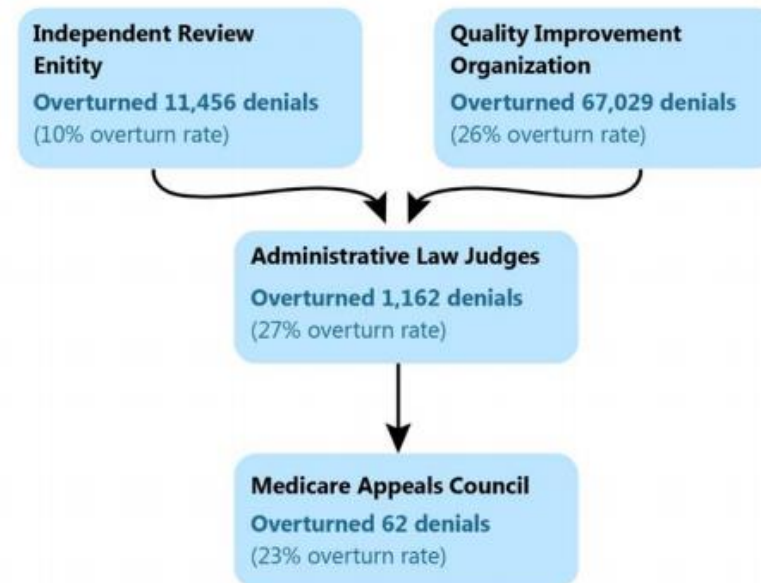 Independent Review
Enitity
Overturned 11,456 denials
(10% overturn rate)
Quality Improvement
Organization
Overturned 67,029 denials
(26% overturn rate)
Administrative Law Judges
Overturned 1,162 denials
(27% overturn rate)
Medicare Appeals Council
Overturned 62 denials
(23% overturn rate)